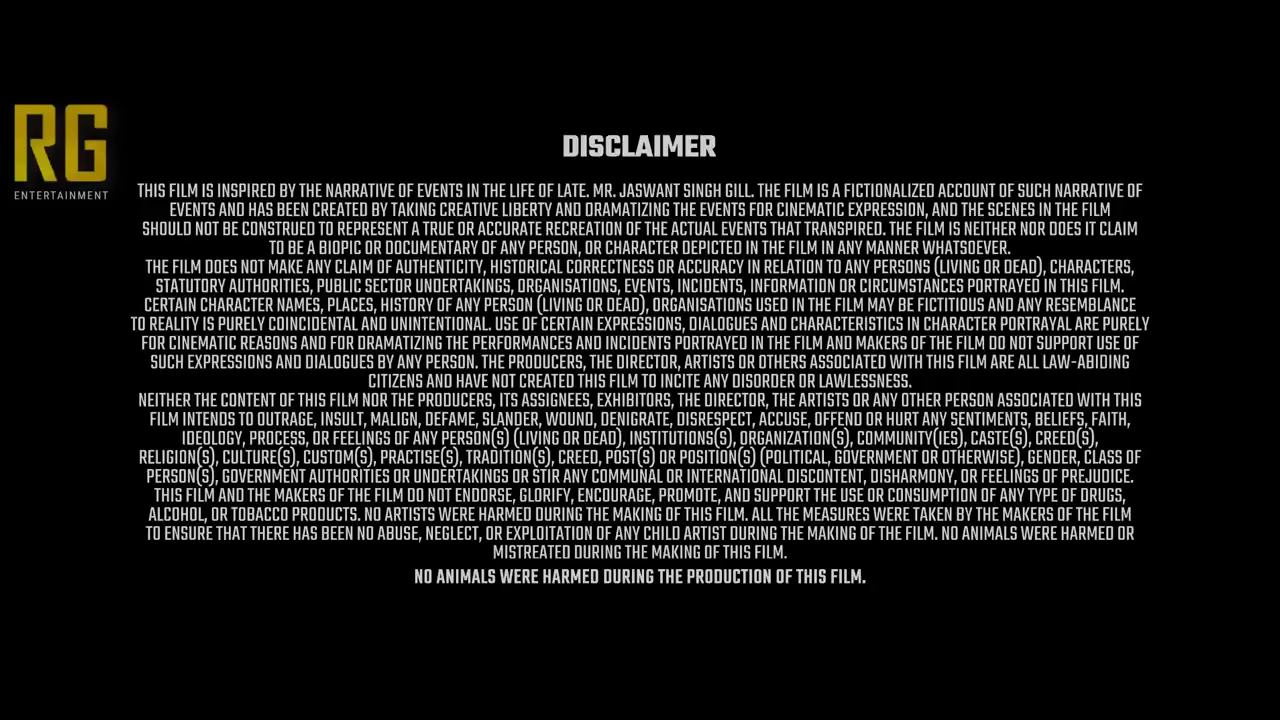 RG
ENTERTAINMENT
DISCLAIMER
THIS FILM IS INSPIRED BY THE NARRATIVE OF EVENTS IN THE LIFE OF LATE. MR. JASWANT SINGH GILL. THE FILM IS A FICTIONALIZED ACCOUNT OF SUCH NARRATIVE OF
EVENTS AND HAS BEEN CREATED BY TAKING CREATIVE LIBERTY AND DRAMATIZING THE EVENTS FOR CINEMATIC EXPRESSION, AND THE SCENES IN THE FILM
SHOULD NOT BE CONSTRUED TO REPRESENT A TRUE OR ACCURATE RECREATION OF THE ACTUAL EVENTS THAT TRANSPIRED. THE FILM IS NEITHER NOR DOES IT CLAIM
TO BE A BIOPIC OR DOCUMENTARY OF ANY PERSON, OR CHARACTER DEPICTED IN THE FILM IN ANY MANNER WHATSOEVER.
THE FILM DOES NOT MAKE ANY CLAIM OF AUTHENTICITY, HISTORICAL CORRECTNESS OR ACCURACY IN RELATION TO ANY PERSONS (LIVING OR DEAD), CHARACTERS,
STATUTORY AUTHORITIES, PUBLIC SECTOR UNDERTAKINGS, ORGANISATIONS, EVENTS, INCIDENTS, INFORMATION OR CIRCUMSTANCES PORTRAYED IN THIS FILM.
CERTAIN CHARACTER NAMES, PLACES, HISTORY OF ANY PERSON (LIVING OR DEAD), ORGANISATIONS USED IN THE FILM MAY BE FICTITIOUS AND ANY RESEMBLANCE
TO REALITY IS PURELY COINCIDENTAL AND UNINTENTIONAL. USE OF CERTAIN EXPRESSIONS, DIALOGUES AND CHARACTERISTICS IN CHARACTER PORTRAYAL ARE PURELY
FOR CINEMATIC REASONS AND FOR DRAMATIZING THE PERFORMANCES AND INCIDENTS PORTRAYED IN THE FILM AND MAKERS OF THE FILM DO NOT SUPPORT USE OF
SUCH EXPRESSIONS AND DIALOGUES BY ANY PERSON. THE PRODUCERS, THE DIRECTOR, ARTISTS OR OTHERS ASSOCIATED WITH THIS FILM ARE ALL LAW-ABIDING
CITIZENS AND HAVE NOT CREATED THIS FILM TO INCITE ANY DISORDER OR LAWLESSNESS.
NEITHER THE CONTENT OF THIS FILM NOR THE PRODUCERS, ITS ASSIGNEES, EXHIBITORS, THE DIRECTOR, THE ARTISTS OR ANY OTHER PERSON ASSOCIATED WITH THIS
FILM INTENDS TO OUTRAGE, INSULT, MALIGN, DEFAME, SLANDER, WOUND, DENIGRATE, DISRESPECT, ACCUSE, OFFEND OR HURT ANY SENTIMENTS, BELIEFS, FAITH,
IDEOLOGY, PROCESS, OR FEELINGS OF ANY PERSON(S) (LIVING OR DEAD), INSTITUTIONS(S), ORGANIZATION(S), COMMUNITY(IES), CASTE(S), CREED(S),
RELIGION(S), CULTURE(S), CUSTOM(S), PRACTISE(S), TRADITION(S), CREED, POST(S) OR POSITION(S) (POLITICAL, GOVERNMENT OR OTHERWISE), GENDER, CLASS OF
PERSON(S), GOVERNMENT AUTHORITIES OR UNDERTAKINGS OR STIR ANY COMMUNAL OR INTERNATIONAL DISCONTENT, DISHARMONY, OR FEELINGS OF PREJUDICE.
THIS FILM AND THE MAKERS OF THE FILM DO NOT ENDORSE, GLORIFY, ENCOURAGE, PROMOTE, AND SUPPORT THE USE OR CONSUMPTION OF ANY TYPE OF DRUGS,
ALCOHOL, OR TOBACCO PRODUCTS. NO ARTISTS WERE HARMED DURING THE MAKING OF THIS FILM. ALL THE MEASURES WERE TAKEN BY THE MAKERS OF THE FILM
TO ENSURE THAT THERE HAS BEEN NO ABUSE, NEGLECT, OR EXPLOITATION OF ANY CHILD ARTIST DURING THE MAKING OF THE FILM. NO ANIMALS WERE HARMED OR
MISTREATED DURING THE MAKING OF THIS FILM.
NO ANIMALS WERE HARMED DURING THE PRODUCTION OF THIS FILM.